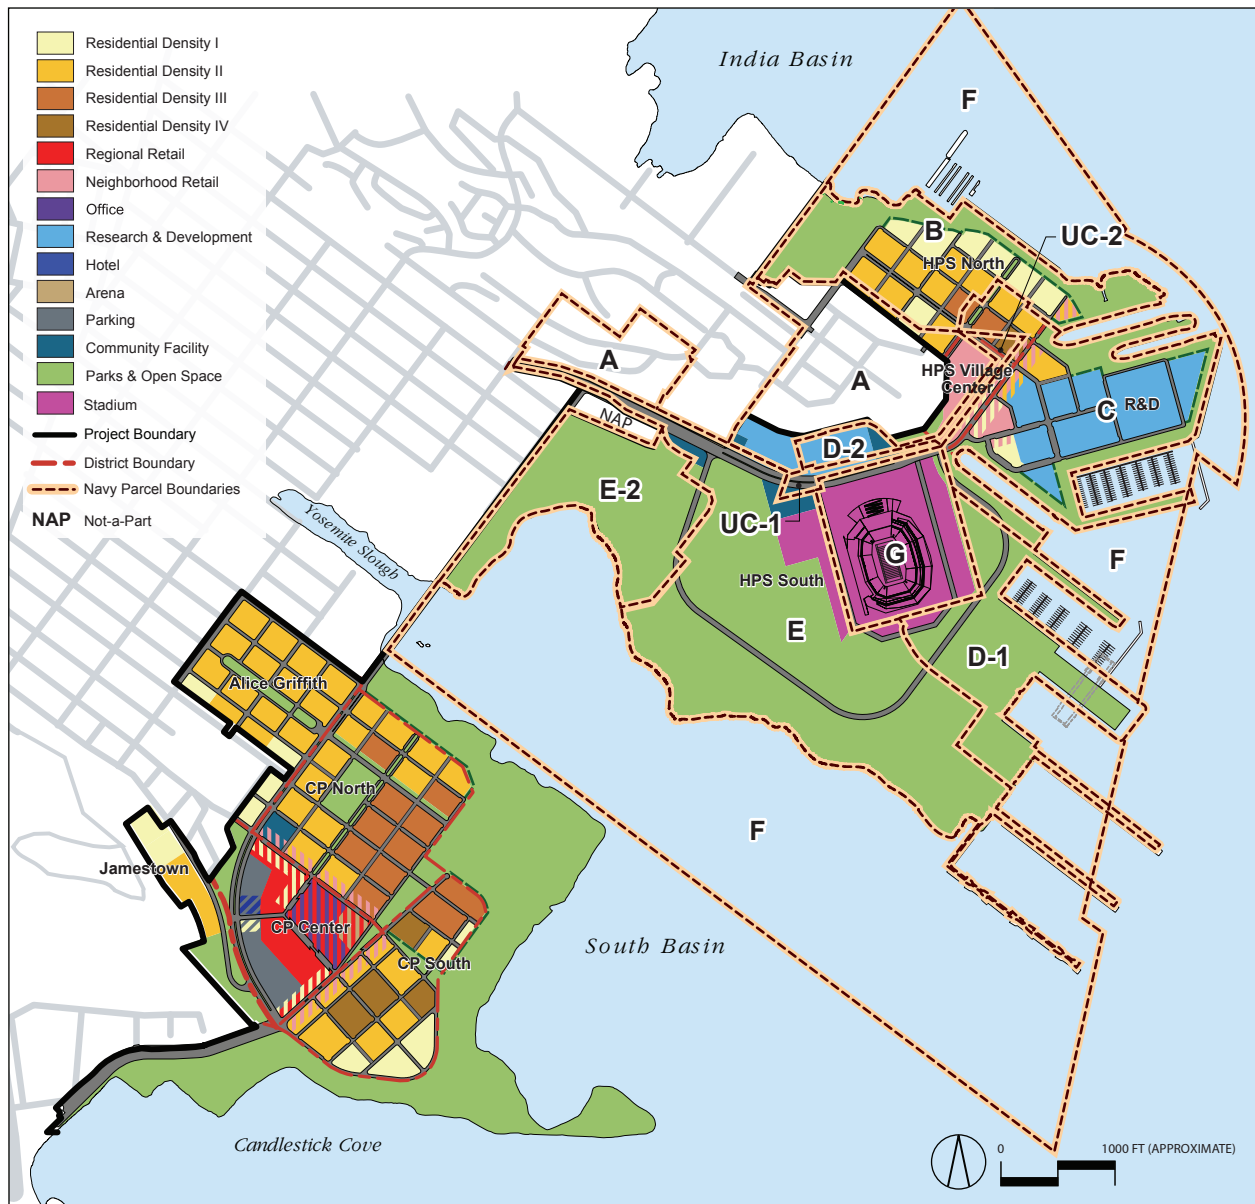 Residential Density I
Residential Density II
Residential Density III
Residential Density IV
Regional Retail
Neighborhood Retail
Office
Research & Development
Hotel
Arena
Parking
Community Facility
Parks & Open Space
Stadium
Project Boundary
District Boundary
Navy Parcel Boundaries
NAP Not-a-Part
India Basin
F
B
UC-2
HPS North
A
A
HPS Village
Center
C
R&D
NAP
D-2
E-2
UC-1
Yosemite Slough
G
F
HPS South
E
D-1
Alice Griffith
CP North
F
Jamestown
CP Center
CP South
South Basin
Candlestick Cove
0
1000 FT (APPROXIMATE)